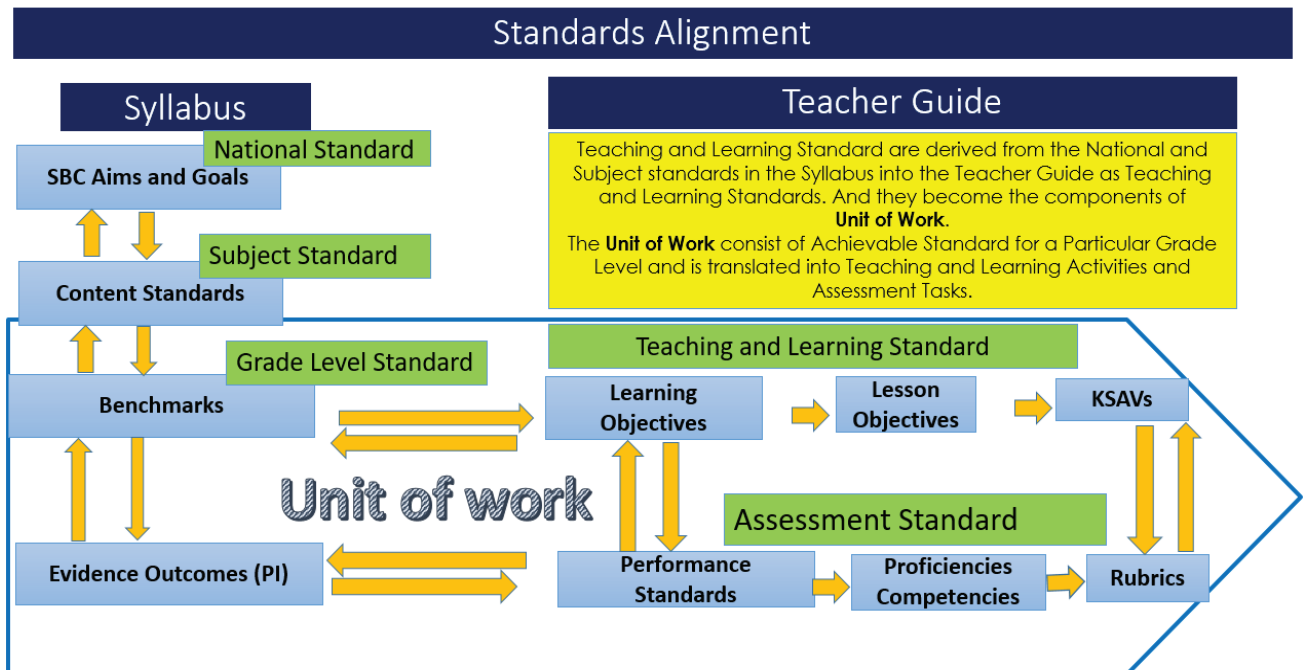 Standards Alignment
Syllabus
Teacher Guide
National Standard
SBC Aims and Goals
Teaching and Learning Standard are derived from the National and
Subject standards in the Syllabus into the Teacher Guide as Teaching
and Learning Standards. And they become the components of
Unit of Work.
The Unit of Work consist of Achievable Standard for a Particular Grade
Level and is translated into Teaching and Learning Activities and
Assessment Tasks.
Subject Standard
Content Standards
Grade Level Standard
Teaching and Learning Standard
Benchmarks
Learning
Objectives
Lesson
Objectives
KSAVs
Unit of work
Assessment Standard
Evidence Outcomes (PI)
Performance
Standards
Proficiencies
Competencies
Rubrics